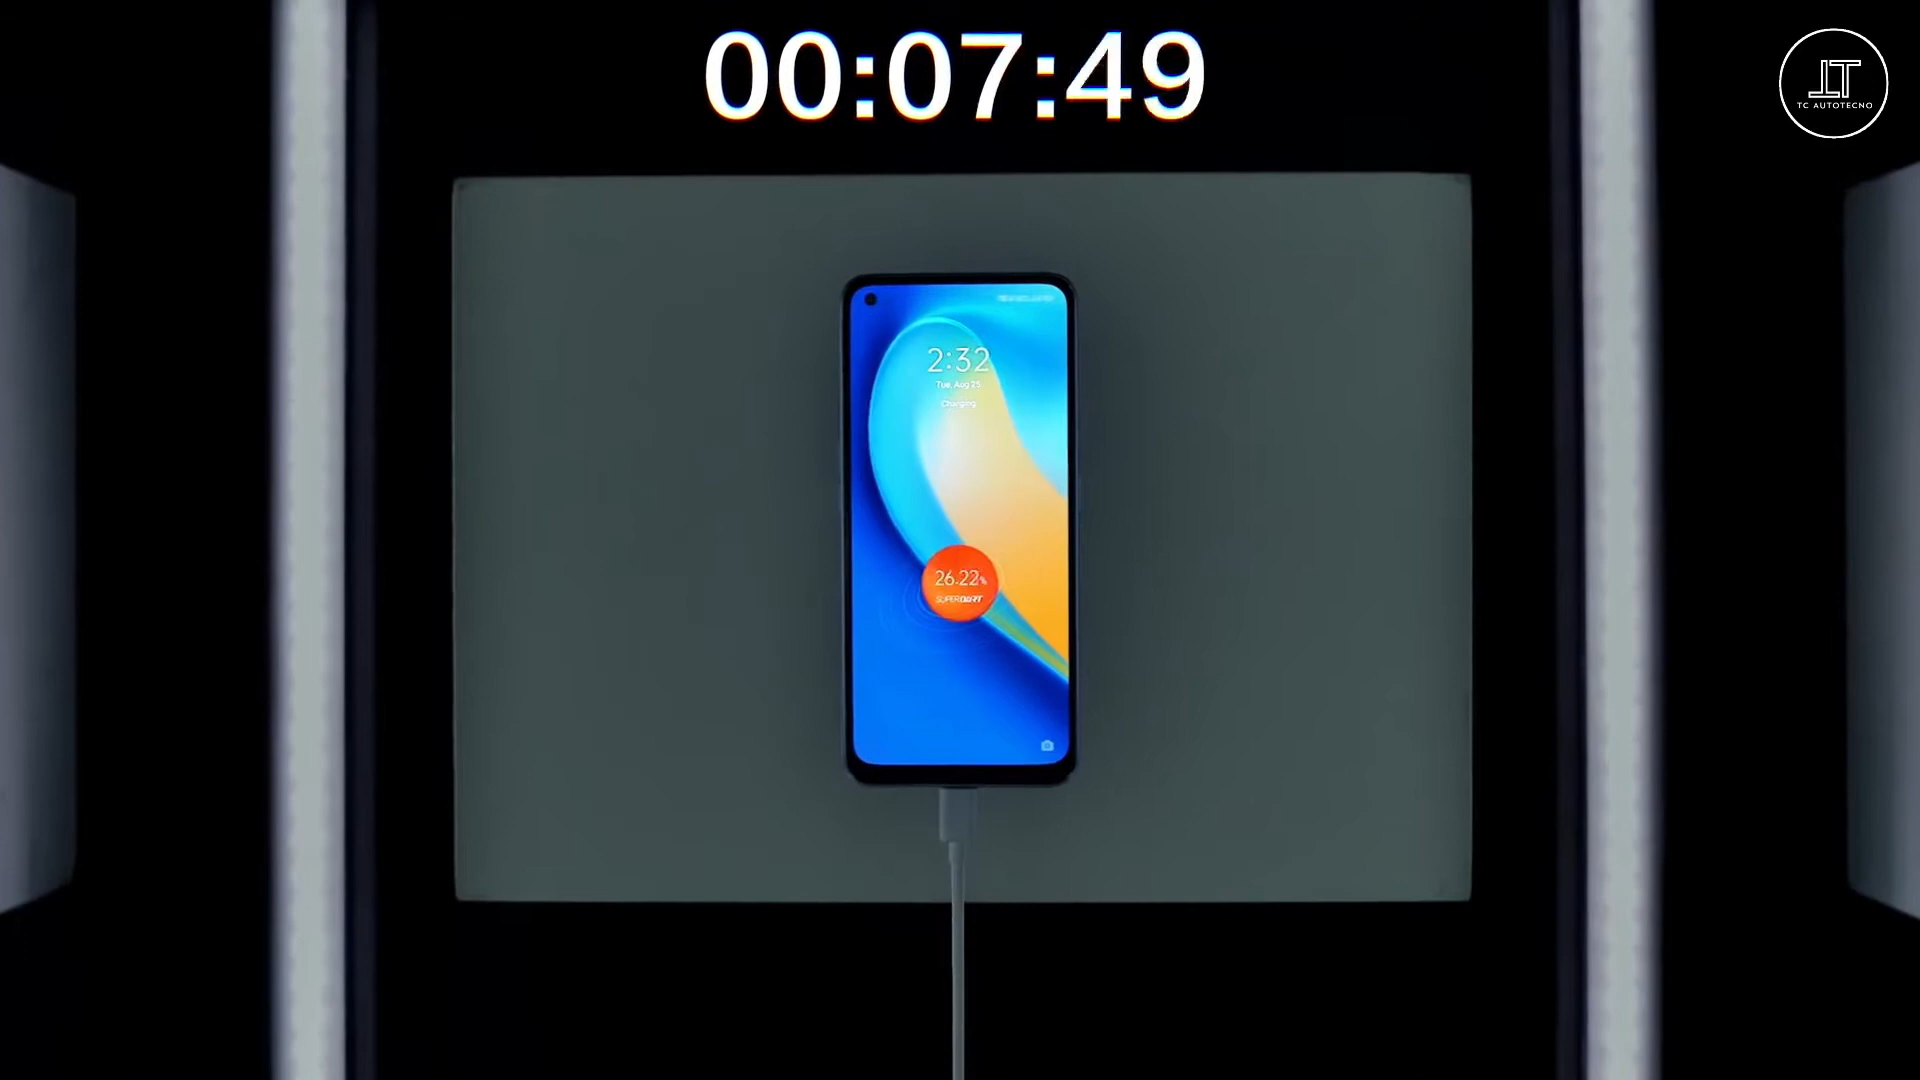 00:07:49
TC AUTOTECNO
2:32
Tue, Aug 25
Charging
26.22%
SUPERDART